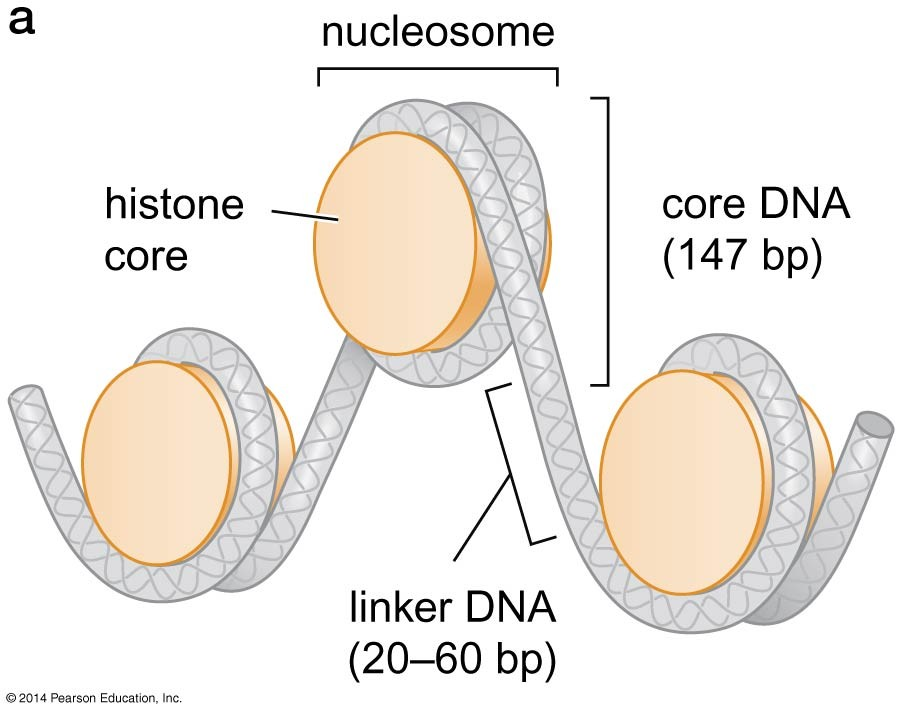 a
nucleosome
histone
core
core DNA
(147 bp)
linker DNA
(20–60 bp)
© 2014 Pearson Education, Inc.